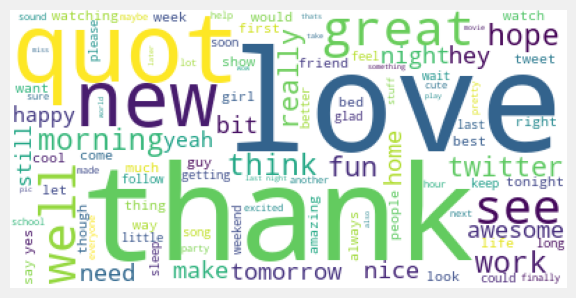 sound watching maybe week help would thats watch
quot please first take movie great hope
miss later lot soon show friend feel night hey
want sure new girl really wait cute tweet
happy world love better something stuff play
morning yeah bit bed glad pretty last right
still cool come guy think fun home best twitter
well made much getting last night another hour keep tonight
pic let follow thank people next see
school though thing way song weekend excited amazing always also awesome
say yes everyone little sleep party life long
need make tomorrow nice look work could finally
wow